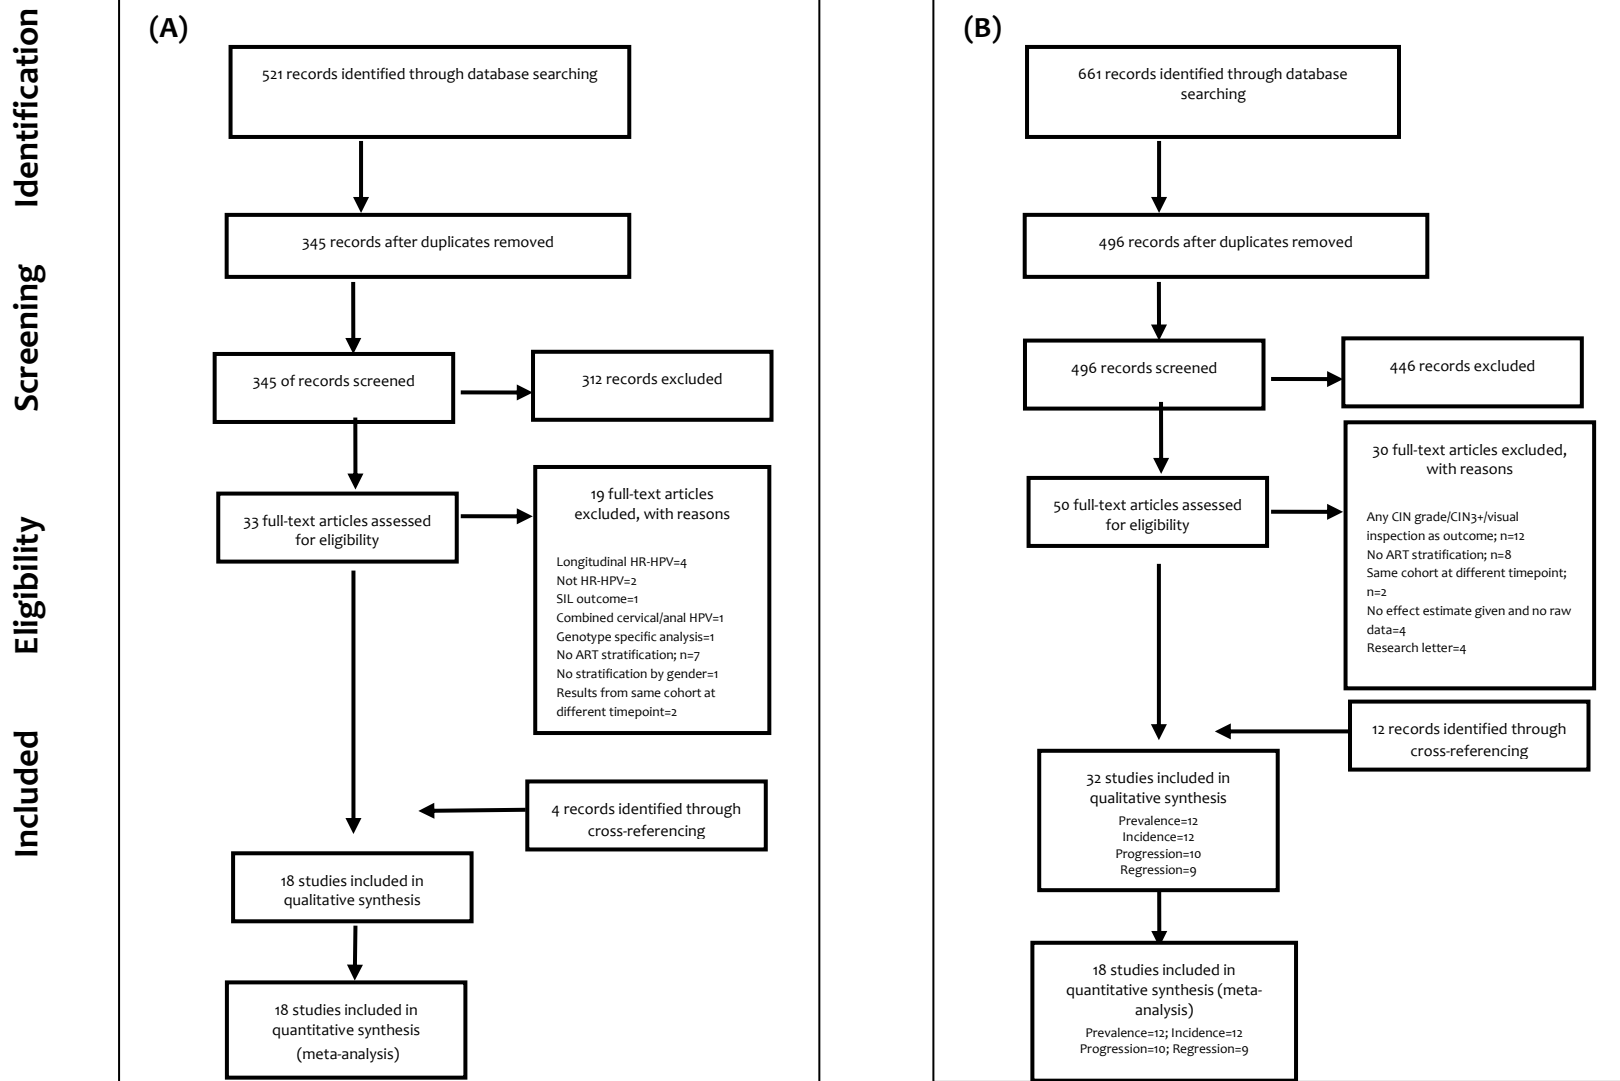 Identification
Screening
Eligibility
Included
(A)
521 records identified through database searching
345 records after duplicates removed
345 of records screened
312 records excluded
33 full-text articles assessed
for eligibility
19 full-text articles
excluded, with reasons
Longitudinal HR-HPV=4
Not HR-HPV=2
SIL outcome=1
Combined cervical/anal HPV=1
Genotype specific analysis=1
No ART stratification; n=7
No stratification by gender=1
Results from same cohort at
different timepoint=2
4 records identified through
cross-referencing
18 studies included in
qualitative synthesis
18 studies included in
quantitative synthesis
(meta-analysis)
(B)
661 records identified through database
searching
496 records after duplicates removed
496 records screened
446 records excluded
50 full-text articles assessed
for eligibility
30 full-text articles excluded,
with reasons
Any CIN grade/CIN3+/visual
inspection as outcome; n=12
No ART stratification; n=8
Same cohort at different timepoint;
n=2
No effect estimate given and no raw
data=4
Research letter=4
12 records identified through
cross-referencing
32 studies included in
qualitative synthesis
Prevalence=12
Incidence=12
Progression=10
Regression=9
18 studies included in
quantitative synthesis (meta-
analysis)
Prevalence=12; Incidence=12
Progression=10; Regression=9